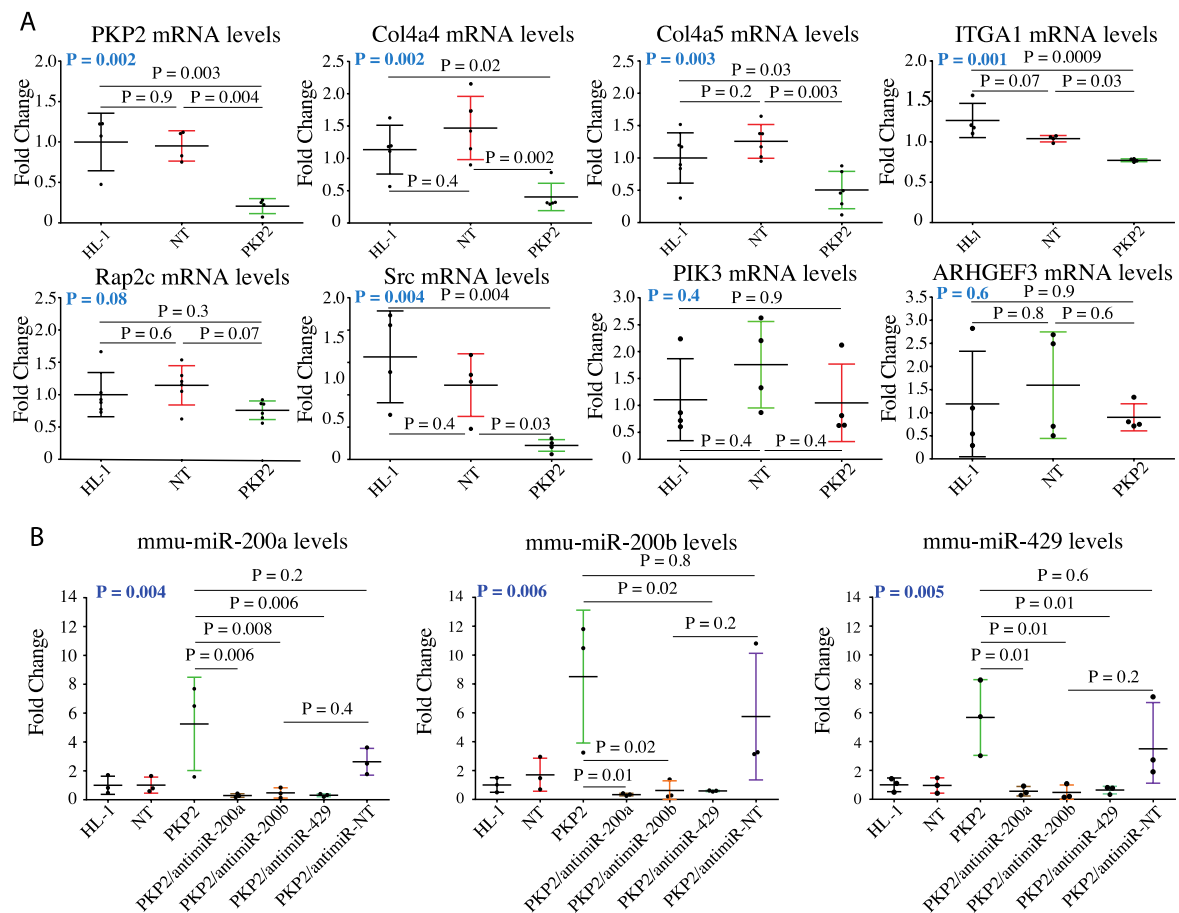 A
PKP2 mRNA levels
P = 0.002
P = 0.003
P = 0.9
P = 0.004
Fold Change
2.0
1.5
1.0
0.5
0
HL-1
NT
PKP2
Col4a4 mRNA levels
P = 0.002
P = 0.02
P = 0.002
P = 0.4
Fold Change
2.5
2.0
1.5
1.0
0.5
0
HL-1
NT
PKP2
Col4a5 mRNA levels
P = 0.003
P = 0.03
P = 0.2
P = 0.003
Fold Change
2.5
2.0
1.5
1.0
0.5
0
HL-1
NT
PKP2
ITGA1 mRNA levels
P = 0.001
P = 0.0009
P = 0.07
P = 0.03
Fold Change
2.0
1.5
1.0
0.5
0
HL1
NT
PKP2
Rap2c mRNA levels
P = 0.08
P = 0.3
P = 0.6
P = 0.07
Fold Change
2.5
2.0
1.5
1.0
0.5
0
HL-1
NT
PKP2
Src mRNA levels
P = 0.004
P = 0.004
P = 0.4
P = 0.03
Fold Change
2.0
1.5
1.0
0.5
0
HL-1
NT
PKP2
PIK3 mRNA levels
P = 0.4
P = 0.9
P = 0.4
P = 0.4
Fold Change
3.0
2.5
2.0
1.5
1.0
0.5
0
HL-1
NT
PKP2
ARHGEF3 mRNA levels
P = 0.6
P = 0.9
P = 0.8
P = 0.6
Fold Change
3.5
3.0
2.5
2.0
1.5
1.0
0.5
0
HL-1
NT
PKP2
B
mmu-miR-200a levels
P = 0.004
P = 0.2
P = 0.006
P = 0.008
P = 0.006
P = 0.4
Fold Change
14
12
10
8
6
4
2
0
HL-1
NT
PKP2
PKP2/antimiR-200a
PKP2/antimiR-200b
PKP2/antimiR-429
PKP2/antimiR-NT
mmu-miR-200b levels
P = 0.006
P = 0.8
P = 0.02
P = 0.2
P = 0.02
P = 0.01
Fold Change
14
12
10
8
6
4
2
0
HL-1
NT
PKP2
PKP2/antimiR-200a
PKP2/antimiR-200b
PKP2/antimiR-429
PKP2/antimiR-NT
mmu-miR-429 levels
P = 0.005
P = 0.6
P = 0.01
P = 0.01
P = 0.01
P = 0.2
Fold Change
14
12
10
8
6
4
2
0
HL-1
NT
PKP2
PKP2/antimiR-200a
PKP2/antimiR-200b
PKP2/antimiR-429
PKP2/antimiR-NT